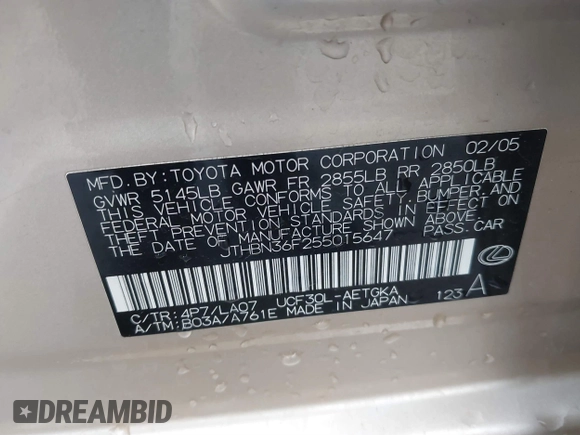 MFD. BY: TOYOTA MOTOR CORPORATION 02/05
GVWR 5145LB GAWR FR 2855LB RR 2850LB
THIS VEHICLE CONFORMS TO ALL APPLICABLE
FEDERAL MOTOR VEHICLE SAFETY, BUMPER, AND
THEFT PREVENTION STANDARDS IN EFFECT ON
THE DATE OF MANUFACTURE SHOWN ABOVE.
JTHBN36F255015647 PASS. CAR
C/TR: 4P7/LA07 UCF30L-AETGKA
A/TM: B03A/A761E MADE IN JAPAN 123 A
DREAMBID